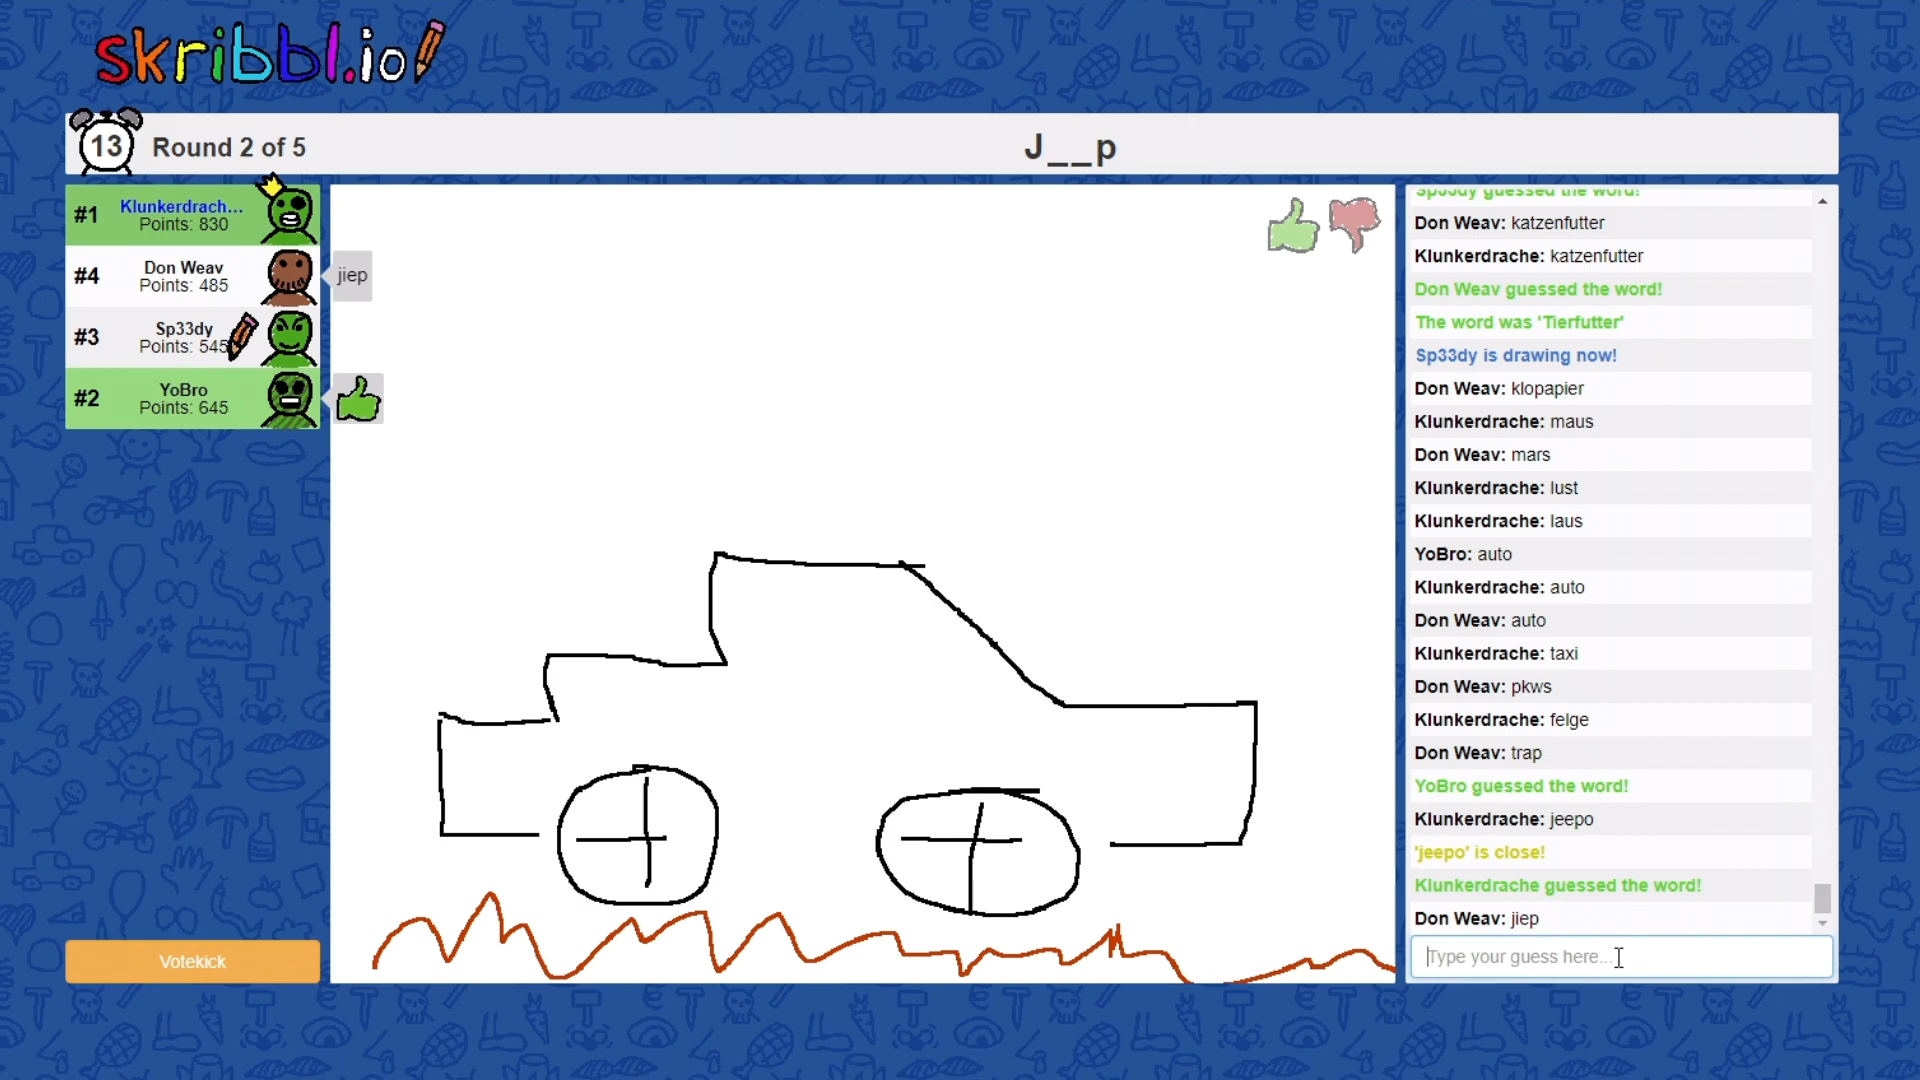 skribbl.io
13
Round 2 of 5
J__p
#1
Klunkerdrach...
Points: 830
#4
Don Weav
Points: 485
jiep
#3
Sp33dy
Points: 545
#2
YoBro
Points: 645
Votekick
Sp33dy guessed the word!
Don Weav: katzenfutter
Klunkerdrache: katzenfutter
Don Weav guessed the word!
The word was 'Tierfutter'
Sp33dy is drawing now!
Don Weav: klopapier
Klunkerdrache: maus
Don Weav: mars
Klunkerdrache: lust
Klunkerdrache: laus
YoBro: auto
Klunkerdrache: auto
Don Weav: auto
Klunkerdrache: taxi
Don Weav: pkws
Klunkerdrache: felge
Don Weav: trap
YoBro guessed the word!
Klunkerdrache: jeepo
'jeepo' is close!
Klunkerdrache guessed the word!
Don Weav: jiep
Type your guess here...